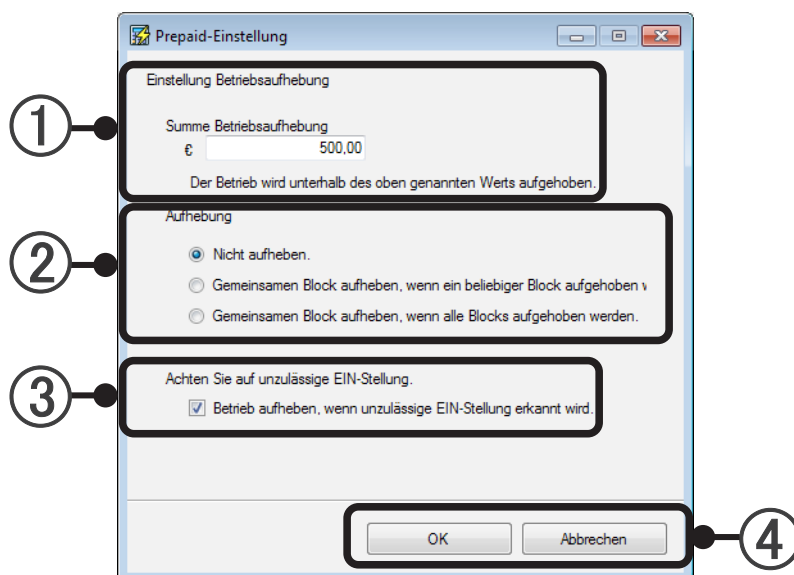 Prepaid-Einstellung
Einstellung Betriebsaufhebung
1
Summe Betriebsaufhebung
€ 500,00
Der Betrieb wird unterhalb des oben genannten Werts aufgehoben.
Aufhebung
2
Nicht aufheben.
Gemeinsamen Block aufheben, wenn ein beliebiger Block aufgehoben
Gemeinsamen Block aufheben, wenn alle Blocks aufgehoben werden.
Achten Sie auf unzulässige EIN-Stellung.
3
Betrieb aufheben, wenn unzulässige EIN-Stellung erkannt wird.
OK Abbrechen 4